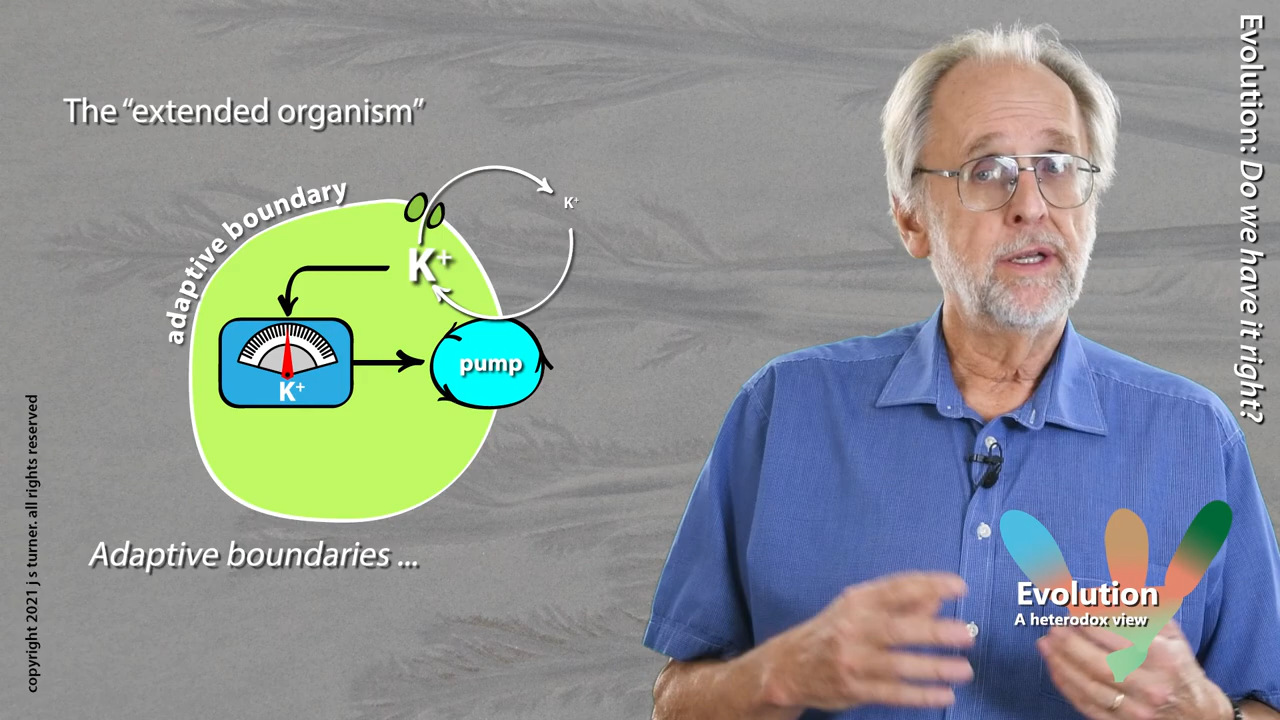 The “extended organism”
adaptive boundary
K⁺
K⁺
K⁺
pump
Adaptive boundaries ...
copyright 2021 j s turner. all rights reserved
Evolution: Do we have it right?
Evolution
A heterodox view